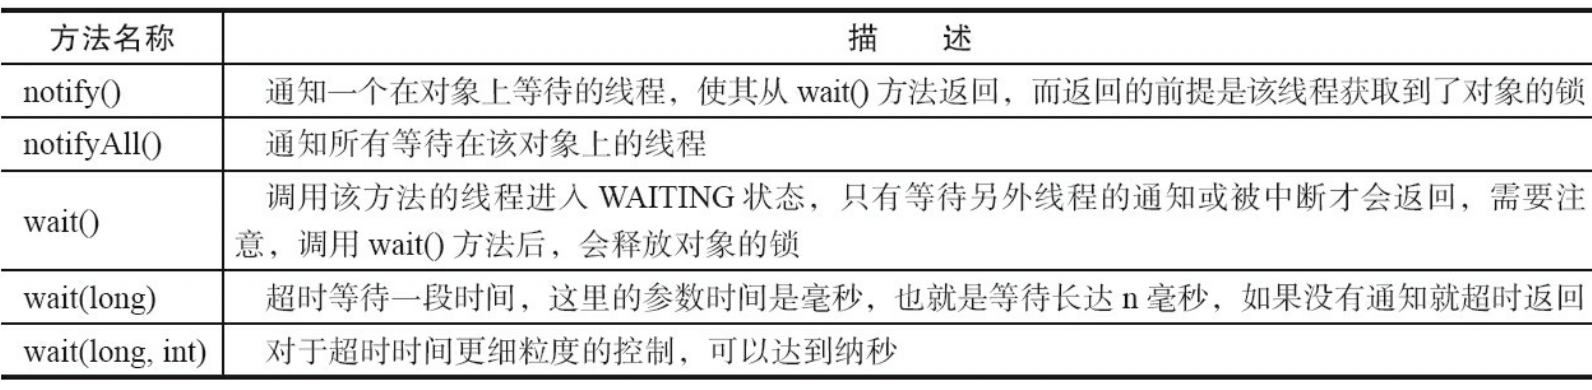 方法名称 描 述
notify() 通知一个在对象上等待的线程，使其从 wait() 方法返回，而返回的前提是该线程获取到了对象的锁
notifyAll() 通知所有等待在该对象上的线程
wait() 调用该方法的线程进入 WAITING 状态，只有等待另外线程的通知或被中断才会返回，需要注
意，调用 wait() 方法后，会释放对象的锁
wait(long) 超时等待一段时间，这里的参数时间是毫秒，也就是等待长达 n 毫秒，如果没有通知就超时返回
wait(long, int) 对于超时时间更细粒度的控制，可以达到纳秒